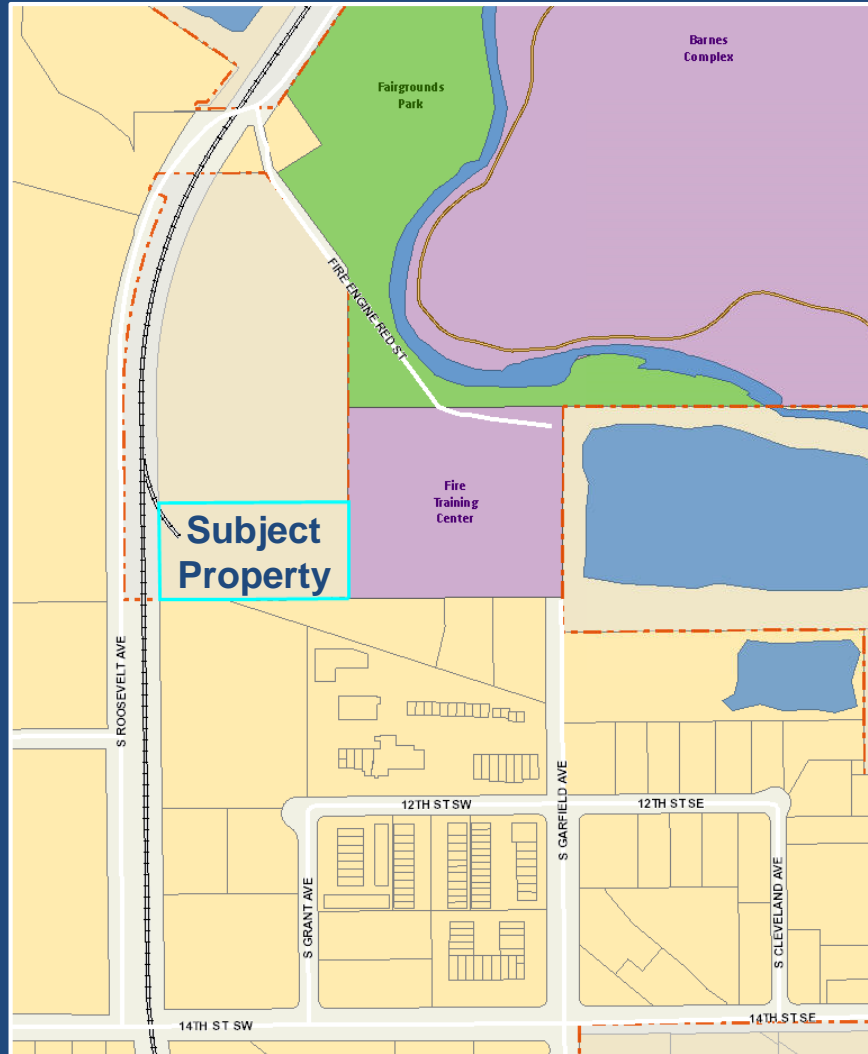 Barnes
Complex
Fairgrounds
Park
FIRE ENGINE RED ST
Fire
Training
Center
Subject
Property
S ROOSEVELT AVE
12TH ST SW
12TH ST SE
S GARFIELD AVE
S GRANT AVE
S CLEVELAND AVE
14TH ST SW
14TH ST SE